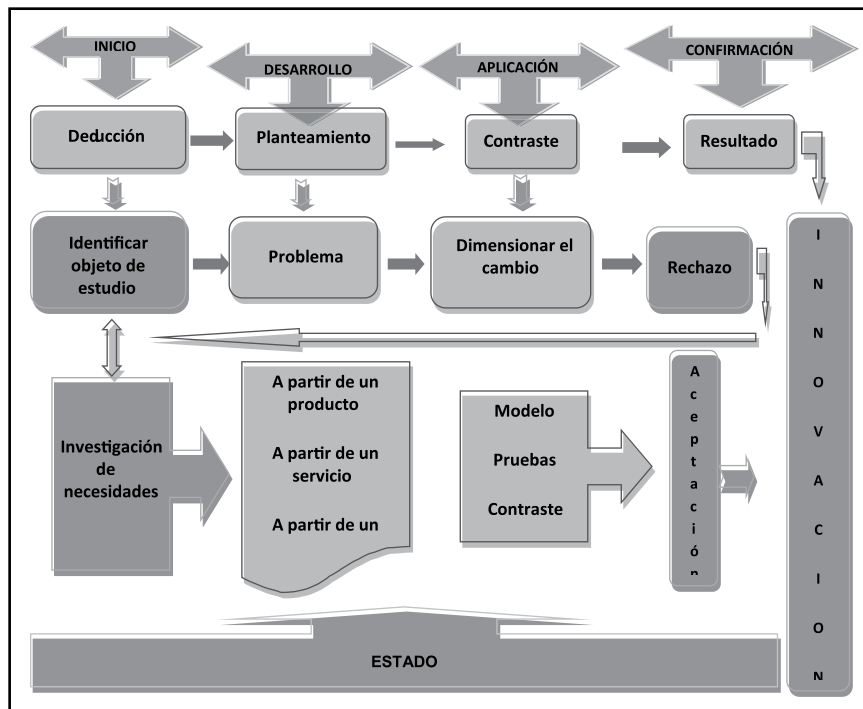 INICIO
DESARROLLO
APLICACIÓN
CONFIRMACIÓN
Deducción
Planteamiento
Contraste
Resultado
Identificar
objeto de
estudio
Problema
Dimensionar el
cambio
Rechazo
Investigación
de
necesidades
A partir de un
producto
A partir de un
servicio
A partir de un
Modelo
Pruebas
Contraste
A
c
e
p
t
a
c
i
ó
n
I
N
N
O
V
A
C
I
O
N
ESTADO